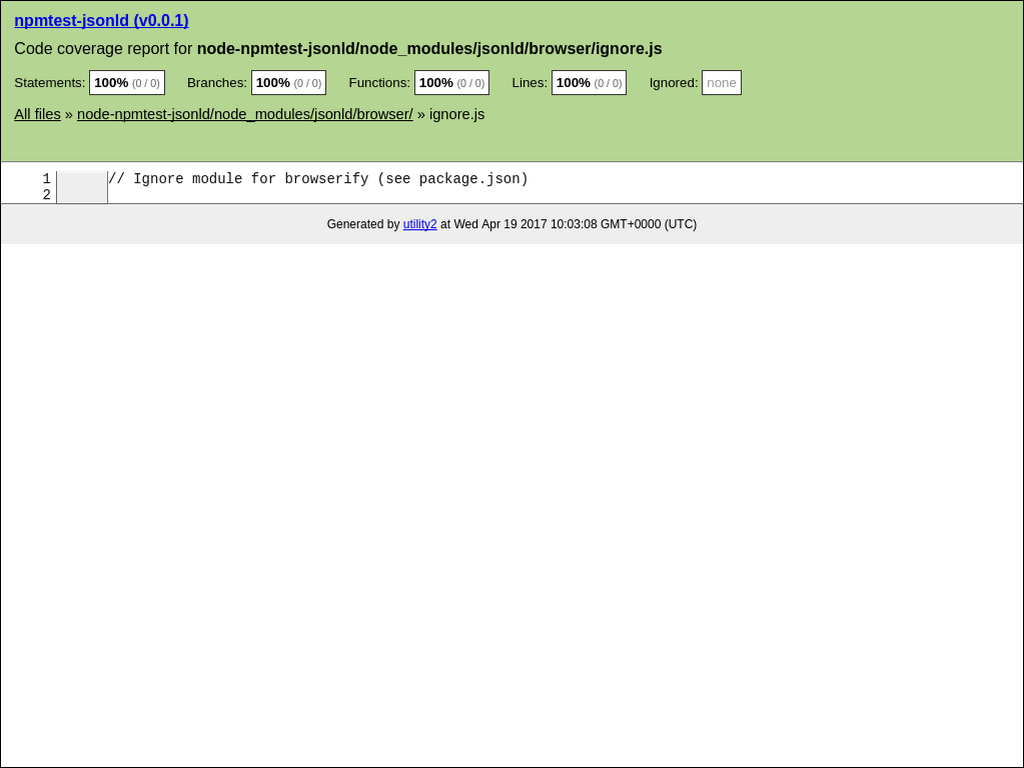 npmtest-jsonld (v0.0.1)
Code coverage report for node-npmtest-jsonld/node_modules/jsonld/browser/ignore.js
Statements: 100% (0 / 0) Branches: 100% (0 / 0) Functions: 100% (0 / 0) Lines: 100% (0 / 0) Ignored: none
All files » node-npmtest-jsonld/node_modules/jsonld/browser/ » ignore.js
1 // Ignore module for browserify (see package.json)
2
Generated by utility2 at Wed Apr 19 2017 10:03:08 GMT+0000 (UTC)